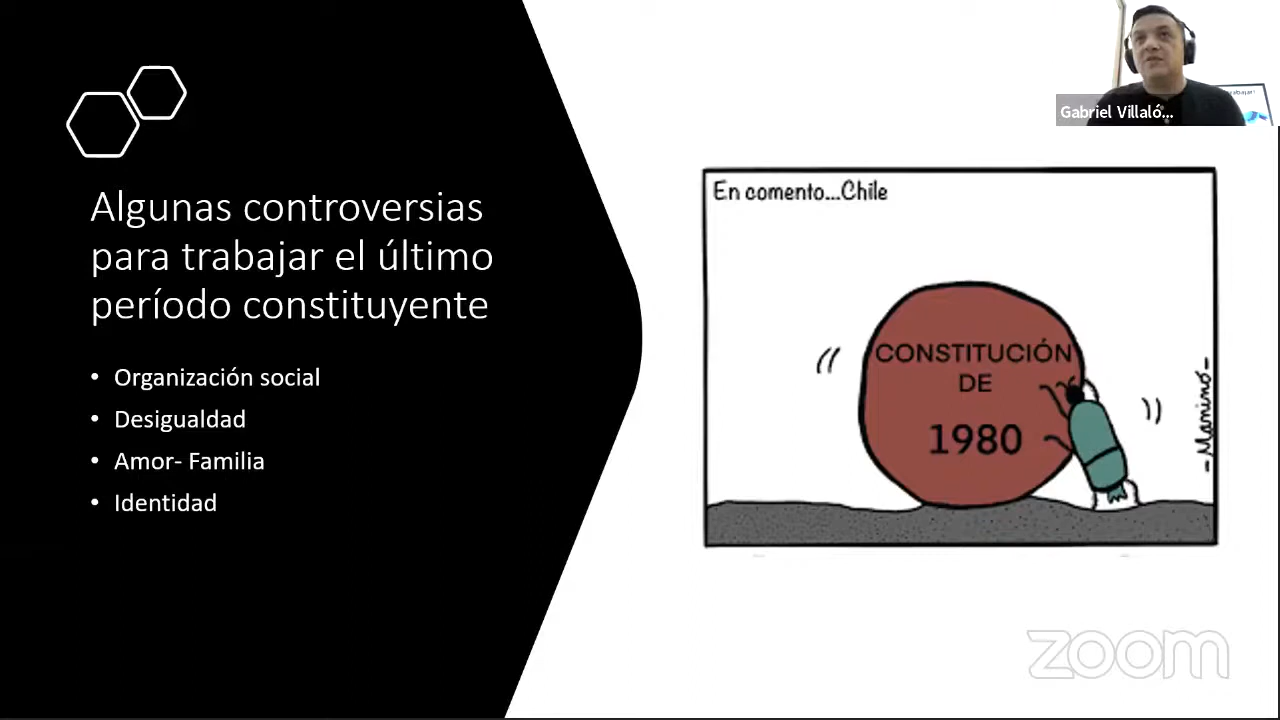 Algunas controversias
para trabajar el último
período constituyente
• Organización social
• Desigualdad
• Amor- Familia
• Identidad
Gabriel Villaló...
En comento...Chile
CONSTITUCIÓN
DE
1980
-Manino-
zoom